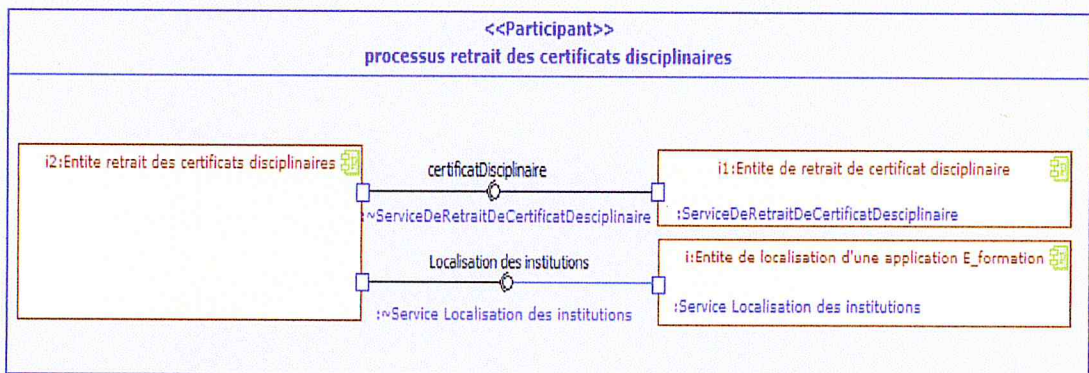 <<Participant>>
processus retrait des certificats disciplinaires
i2:Entite retrait des certificats disciplinaires
certificatDisciplinaire
:~ServiceDeRetraitDeCertificatDesciplinaire
i1:Entite de retrait de certificat disciplinaire
:ServiceDeRetraitDeCertificatDesciplinaire
Localisation des institutions
:~Service Localisation des institutions
i:Entite de localisation d'une application E_formation
:Service Localisation des institutions